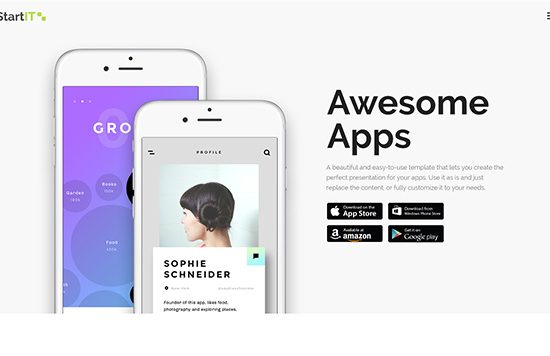 StartIT
Awesome
Apps
A beautiful and easy-to-use template that lets you create the
perfect presentation for your apps. Use it as is and just
replace the content, or fully customize it to your needs.
Download on the
App Store
Download from
Windows Phone Store
Available at
amazon
Get it on
Google play
GRO
Books
Garden
Food
PROFILE
SOPHIE
SCHNEIDER
New York
Founder of this app, likes food,
photography and exploring places.